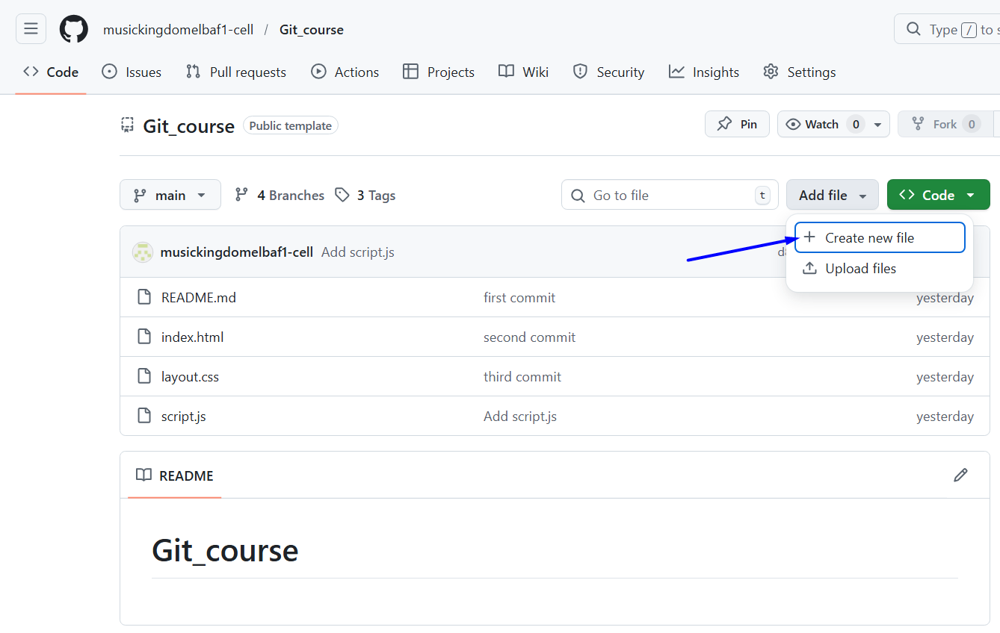 musickingdomelbaf1-cell / Git_course Type / to s
Code Issues Pull requests Actions Projects Wiki Security Insights Settings
Git_course Public template Pin Watch 0 Fork 0
main 4 Branches 3 Tags Go to file t Add file Code
Create new file
Upload files
musickingdomelbaf1-cell Add script.js
README.md first commit yesterday
index.html second commit yesterday
layout.css third commit yesterday
script.js Add script.js yesterday
README
Git_course